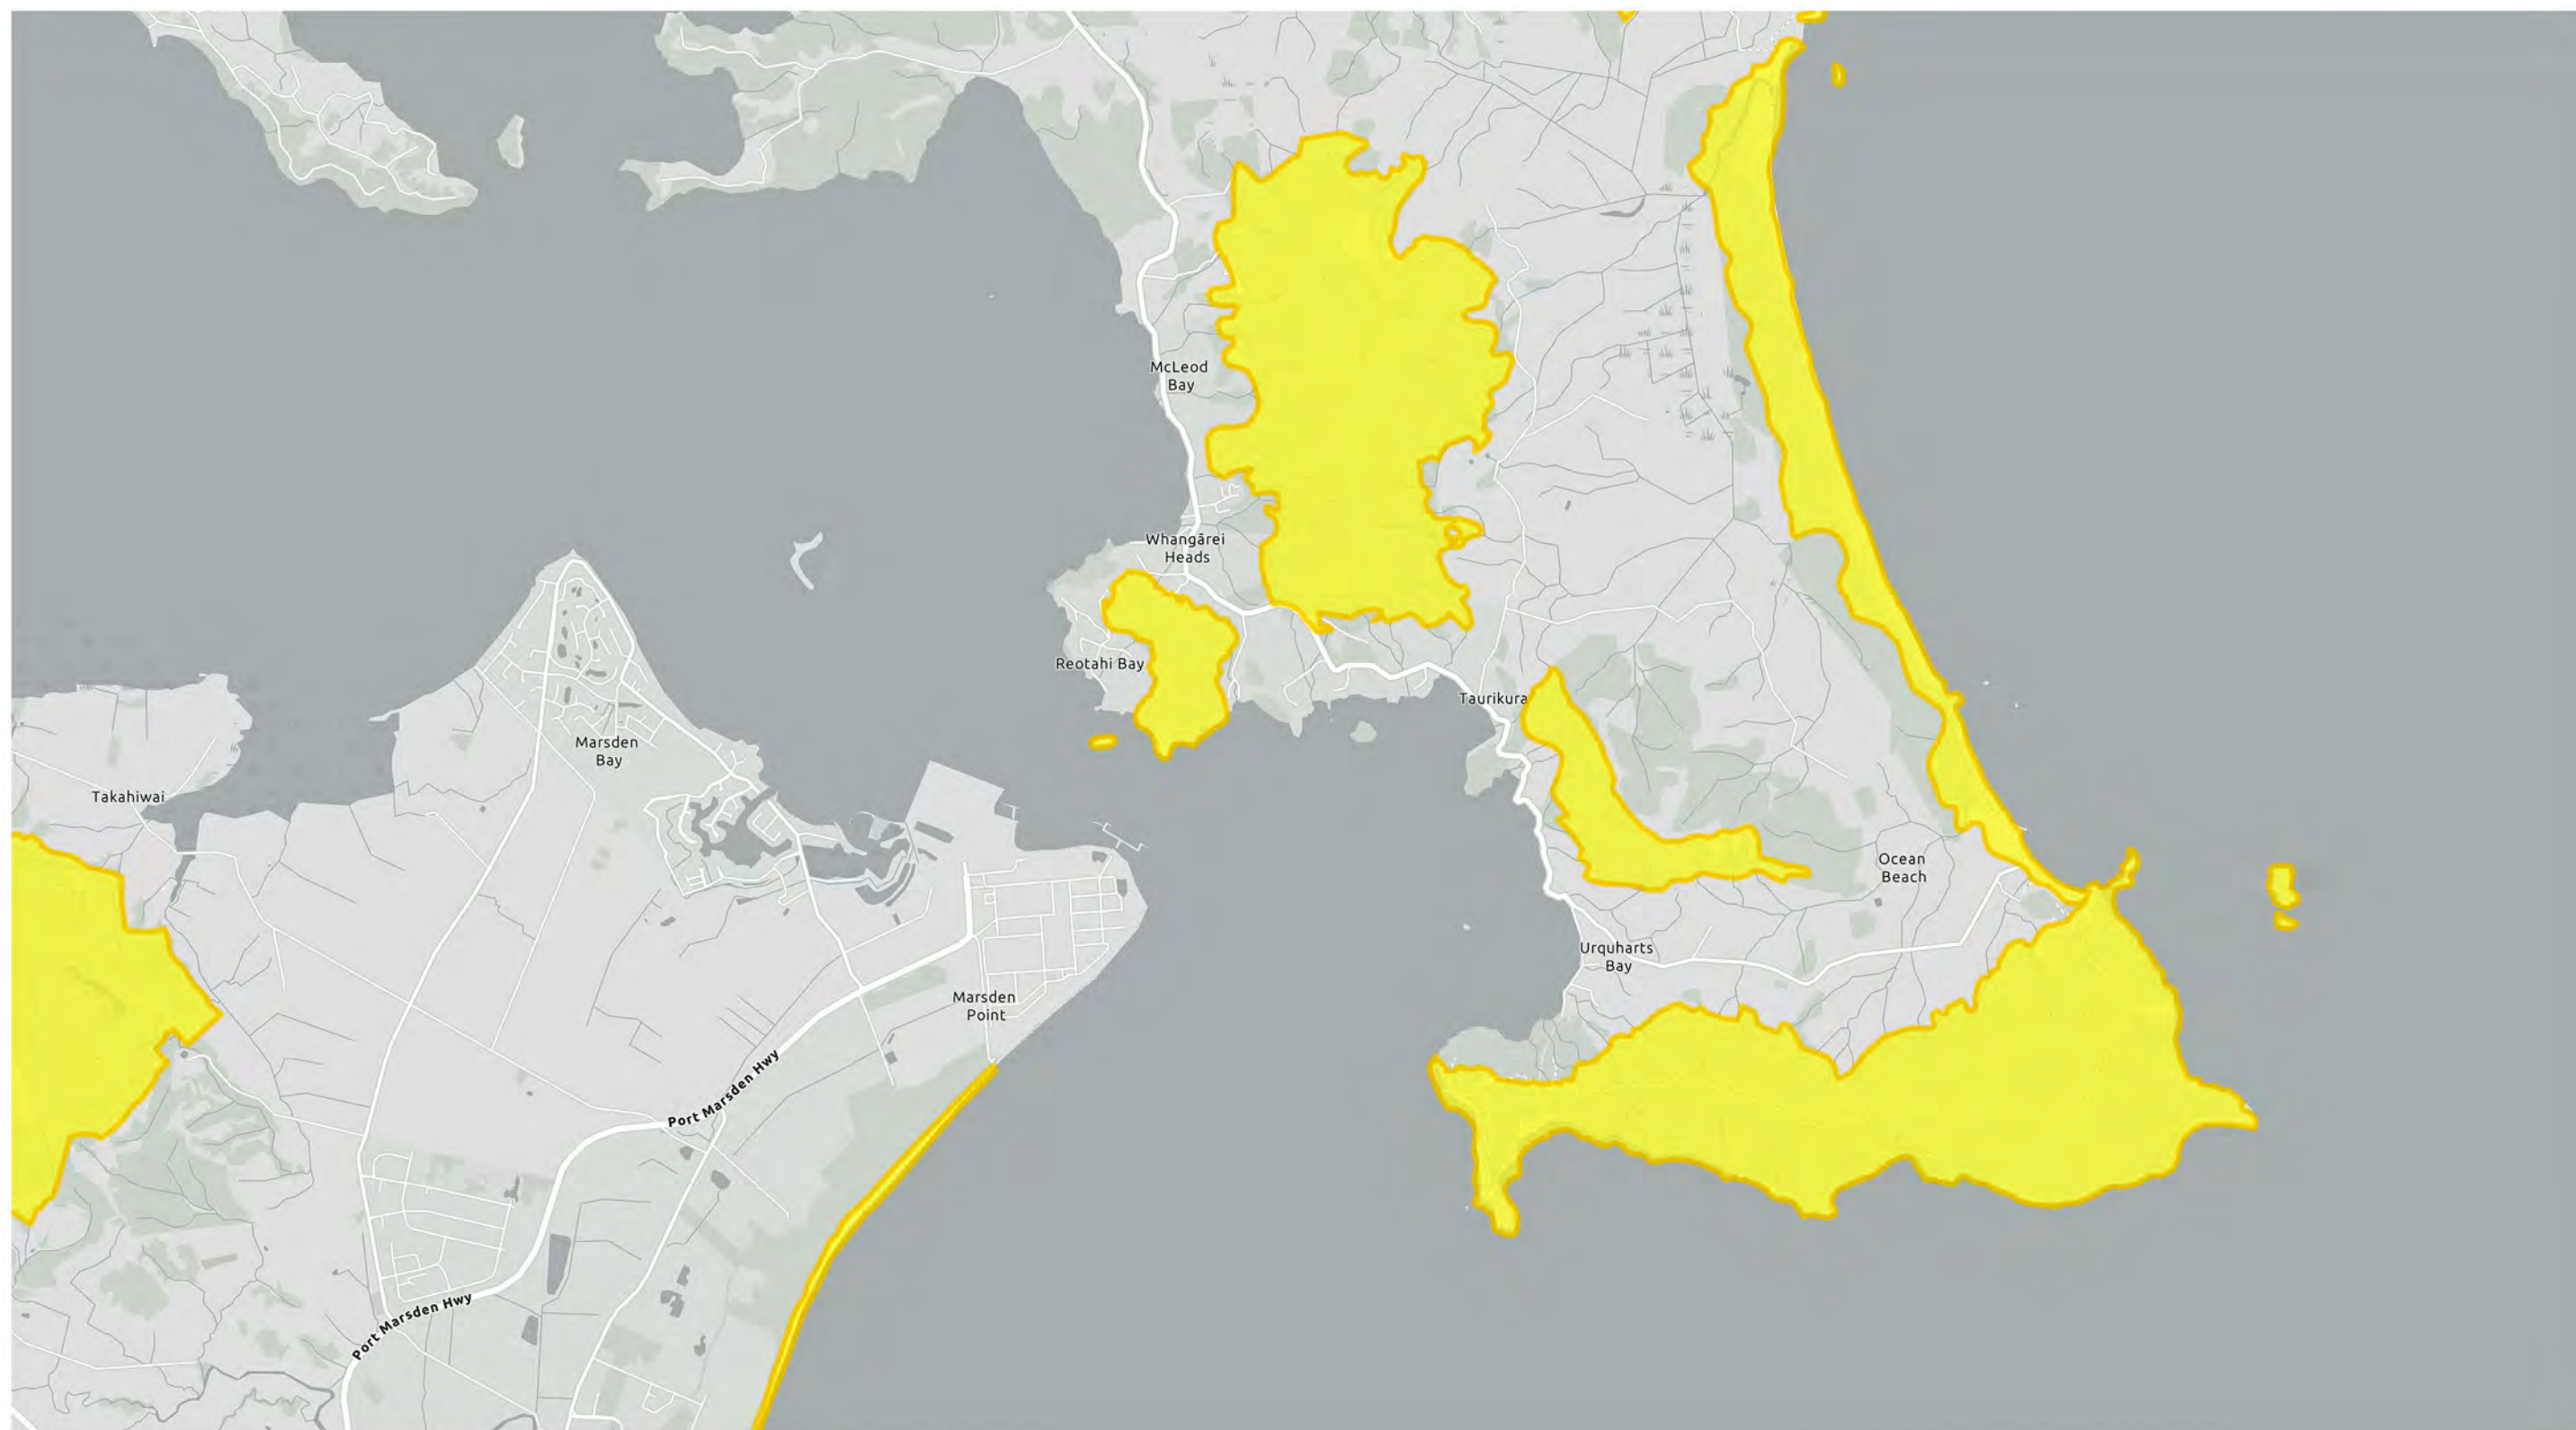 McLeod
Bay
Whangārei
Heads
Reotahi Bay
Taurikura
Marsden
Bay
Takahiwai
Ocean
Beach
Urquharts
Bay
Marsden
Point
Port Marsden Hwy
Port Marsden Hwy